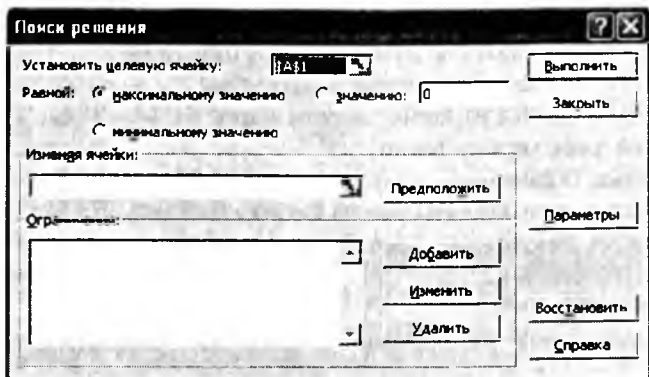 Поиск решения
Установить целевую ячейку: $A$1
Выполнить
Равной: максимальному значению значению: 0
Закрыть
минимальному значению
Изменяя ячейки:
Предположить
Ограничения:
Параметры
Добавить
Изменить
Удалить
Восстановить
Справка